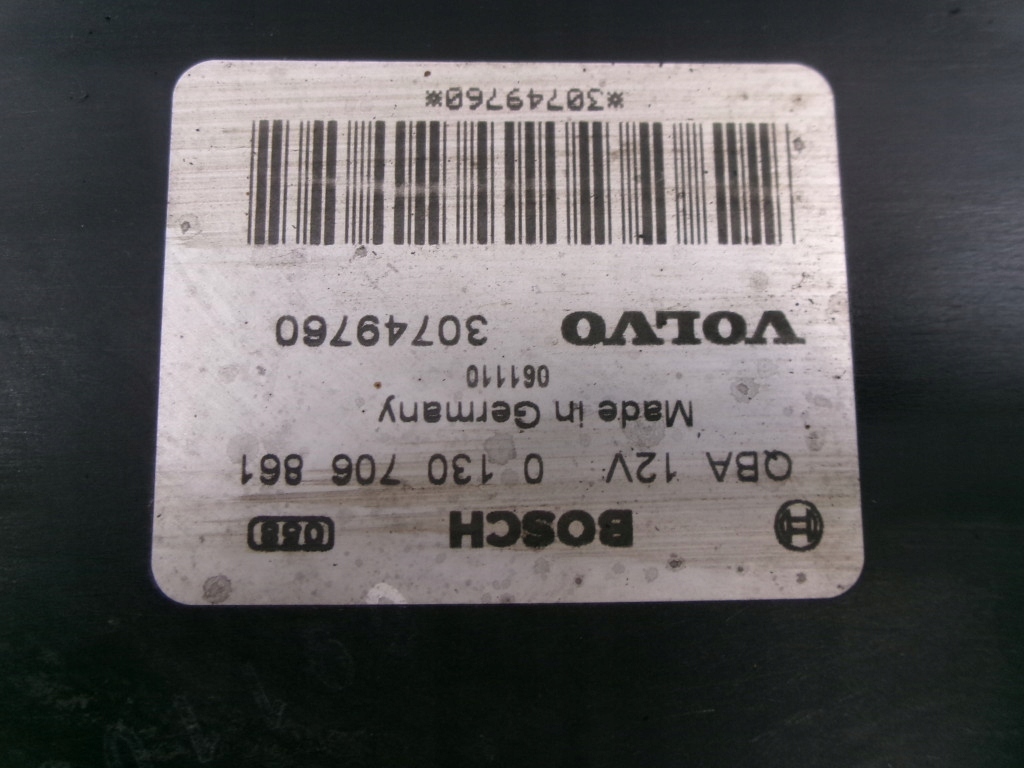 BOSCH
QBA 12V 0 130 706 861
Made in Germany
061110
VOLVO 30749760
*30749760*